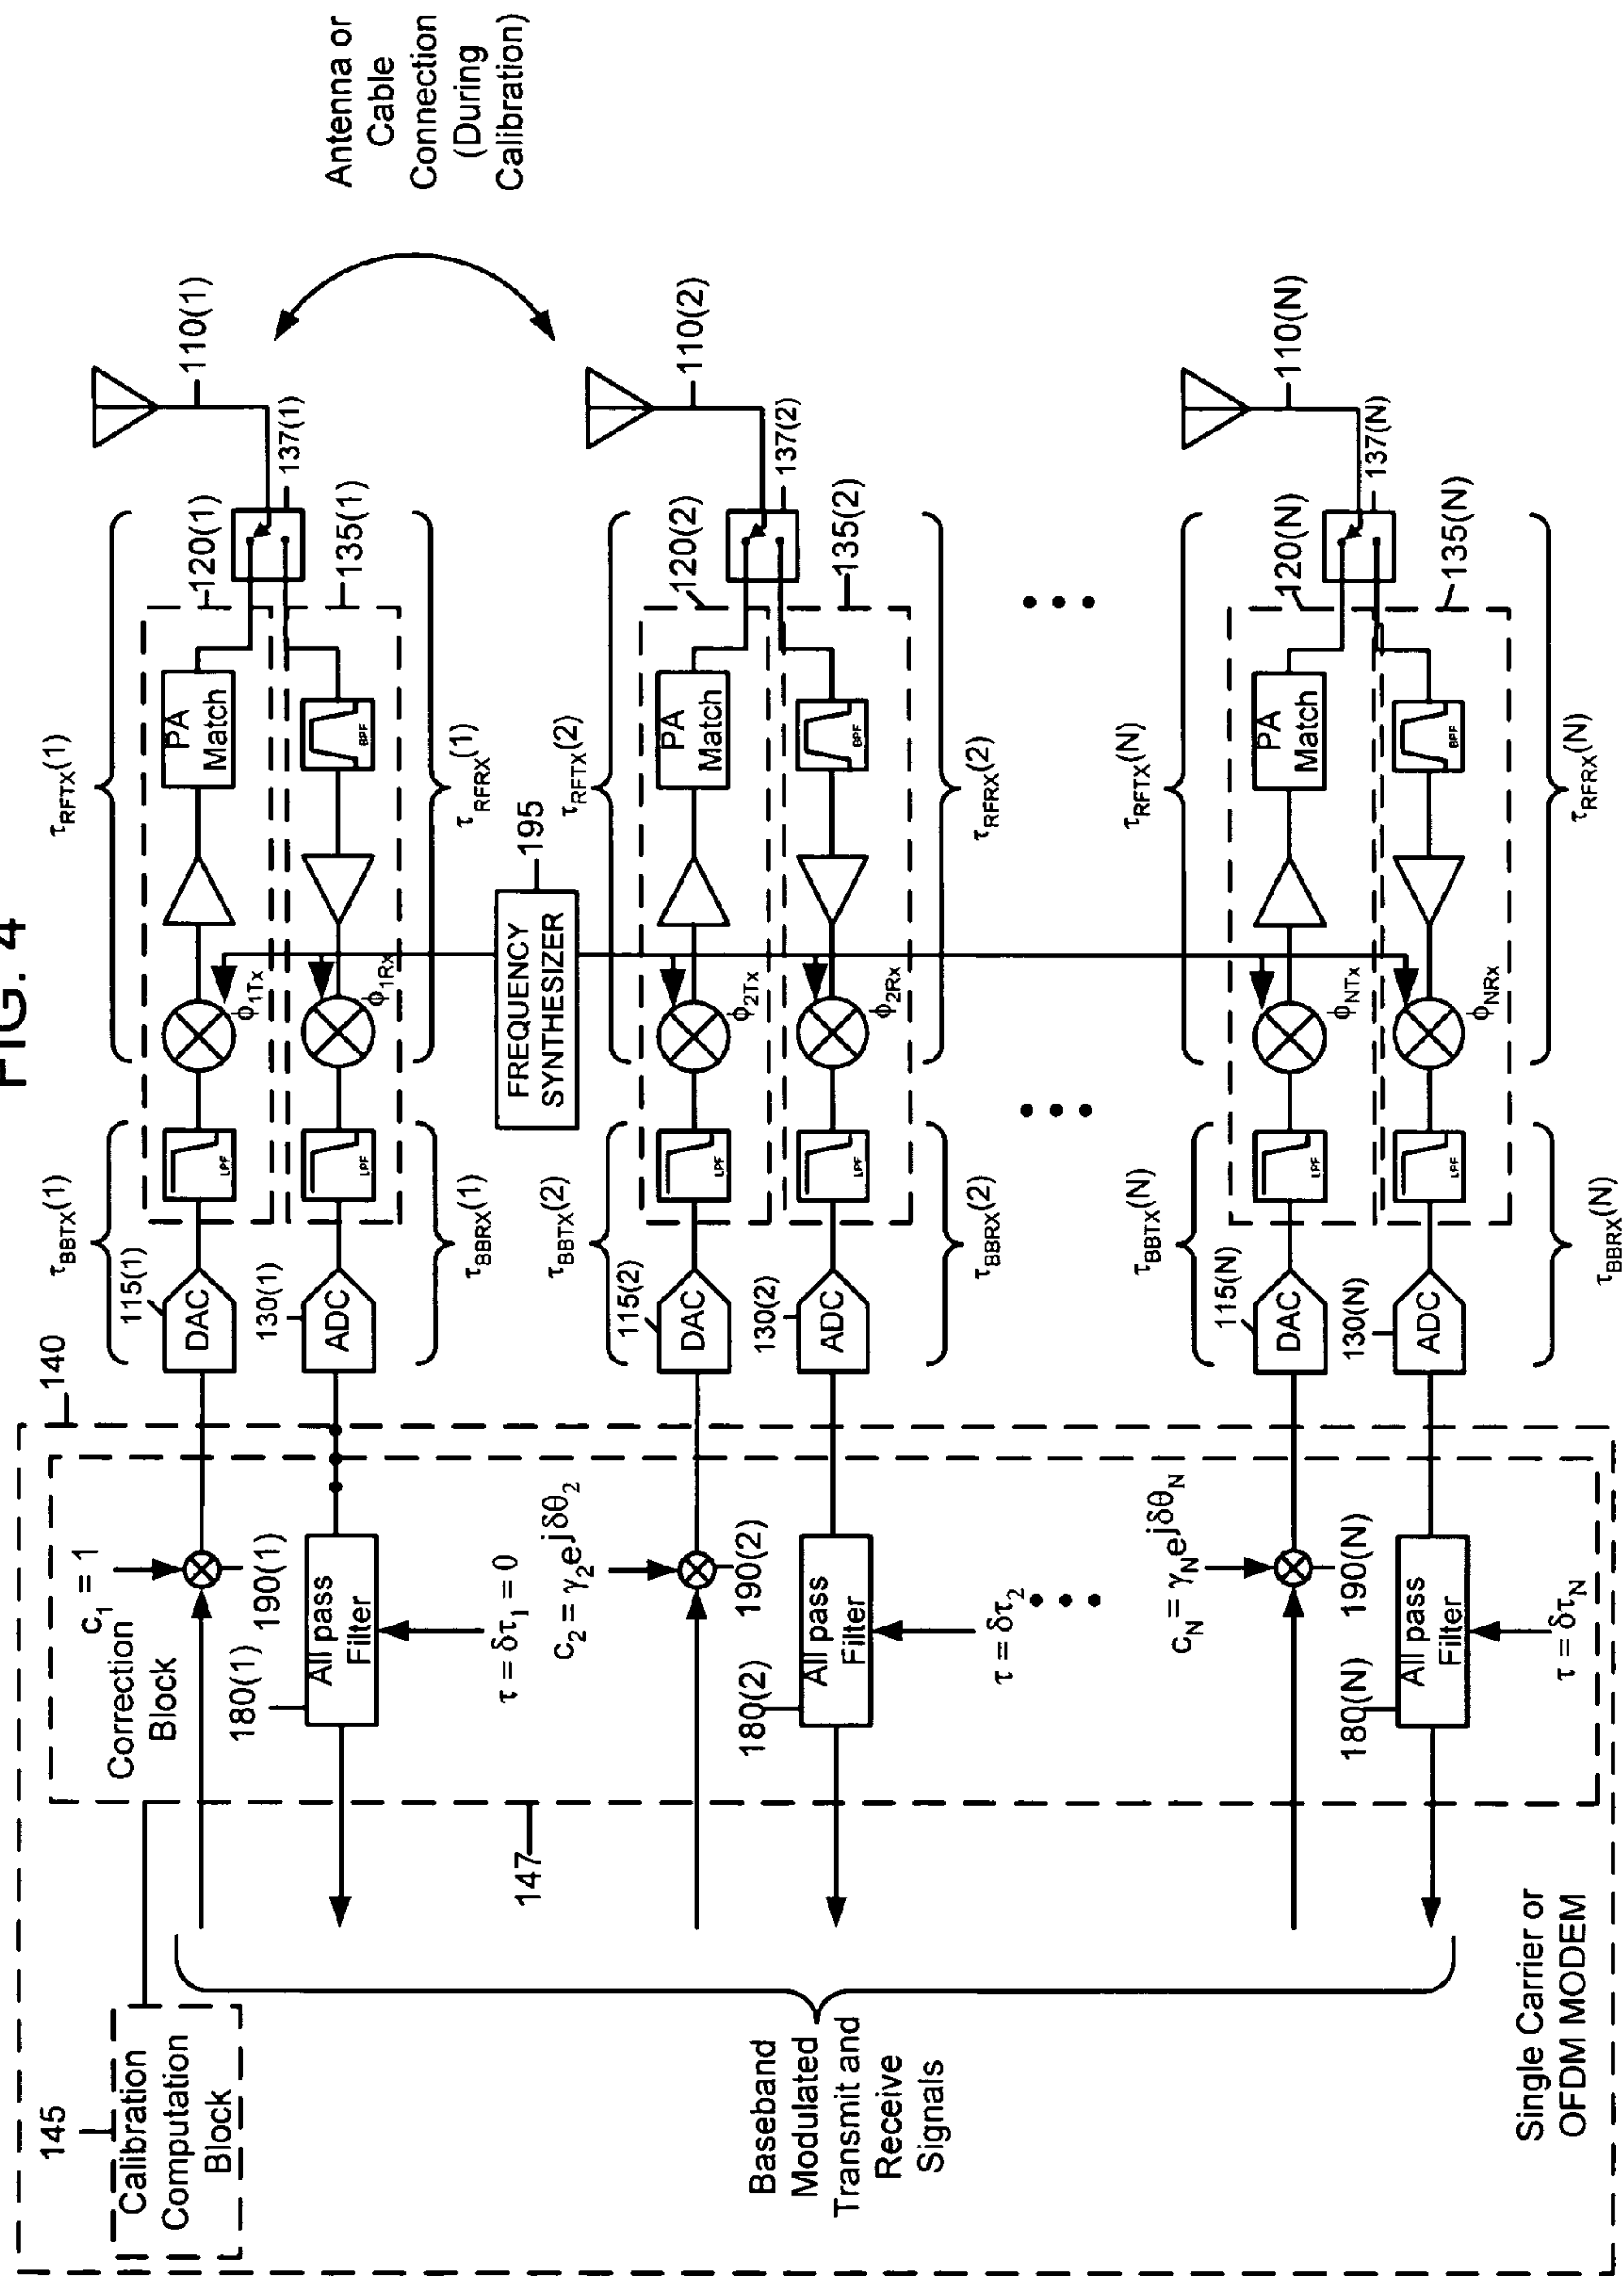 FIG. 4
Antenna or
Cable
Connection
(During
Calibration)
145
Calibration
Computation
Block
140
147
Correction
Block
Baseband
Modulated
Transmit and
Receive
Signals
Single Carrier or
OFDM MODEM
c₁ = 1
190(1)
180(1)
All pass
Filter
τ = δτ₁ = 0
115(1)
DAC
130(1)
ADC
τBBTX(1)
τBBRX(1)
LPF
LPF
ϕ1Tx
ϕ1Rx
τRFTX(1)
τRFRX(1)
PA
Match
BPF
120(1)
135(1)
137(1)
110(1)
FREQUENCY
SYNTHESIZER
195
c₂ = γ₂ e^jδθ₂
190(2)
180(2)
All pass
Filter
τ = δτ₂
115(2)
DAC
130(2)
ADC
τBBTX(2)
τBBRX(2)
LPF
LPF
ϕ2Tx
ϕ2Rx
τRFTX(2)
τRFRX(2)
PA
Match
BPF
120(2)
135(2)
137(2)
110(2)
cN = γN e^jδθN
190(N)
180(N)
All pass
Filter
τ = δτN
115(N)
DAC
130(N)
ADC
τBBTX(N)
τBBRX(N)
LPF
LPF
ϕNTx
ϕNRx
τRFTX(N)
τRFRX(N)
PA
Match
BPF
120(N)
135(N)
137(N)
110(N)